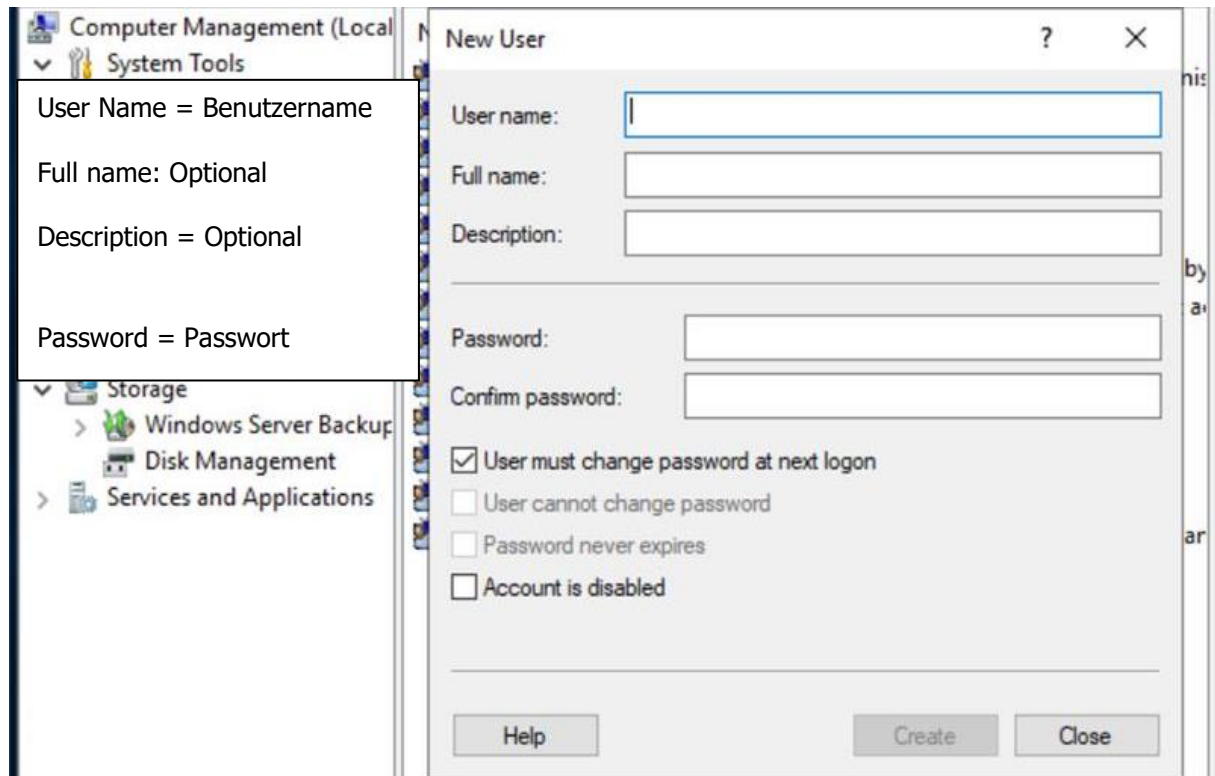 Computer Management (Local
System Tools
User Name = Benutzername
Full name: Optional
Description = Optional
Password = Passwort
Storage
Windows Server Backup
Disk Management
Services and Applications
New User
?
User name:
Full name:
Description:
Password:
Confirm password:
User must change password at next logon
User cannot change password
Password never expires
Account is disabled
Help
Create
Close
by